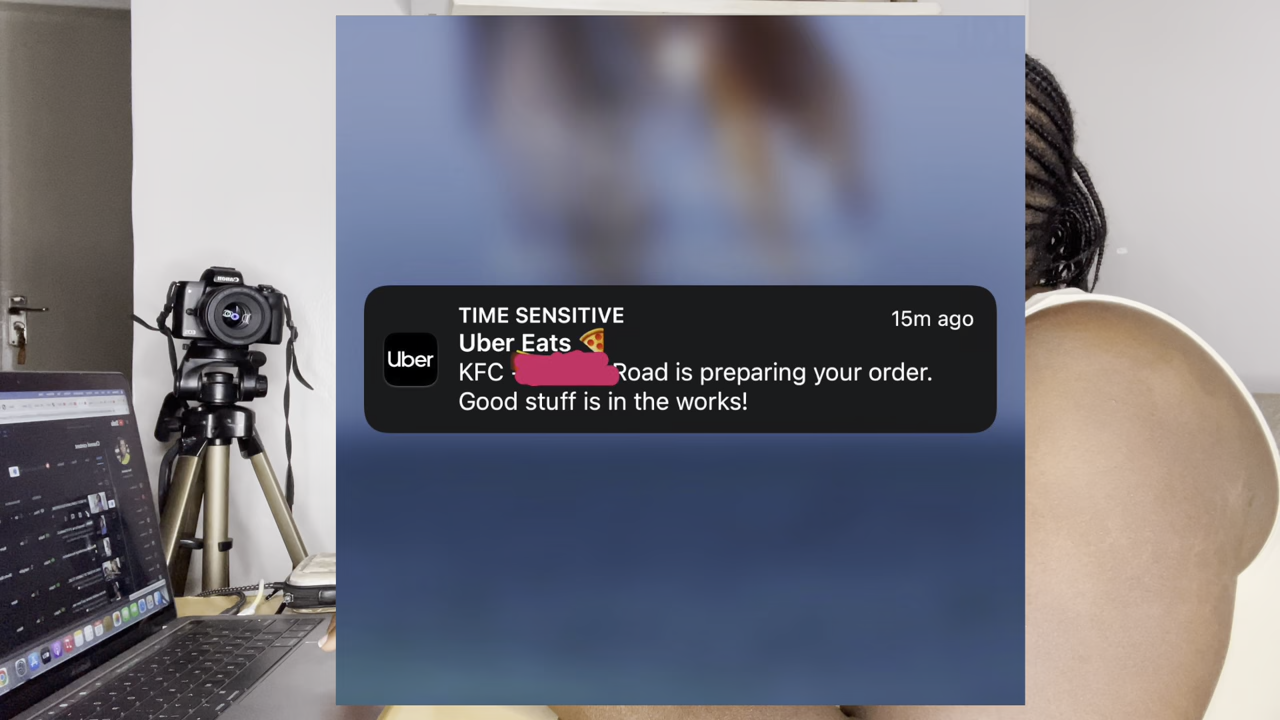 TIME SENSITIVE
15m ago
Uber
Uber Eats 🍕
KFC - Road is preparing your order.
Good stuff is in the works!
Canon